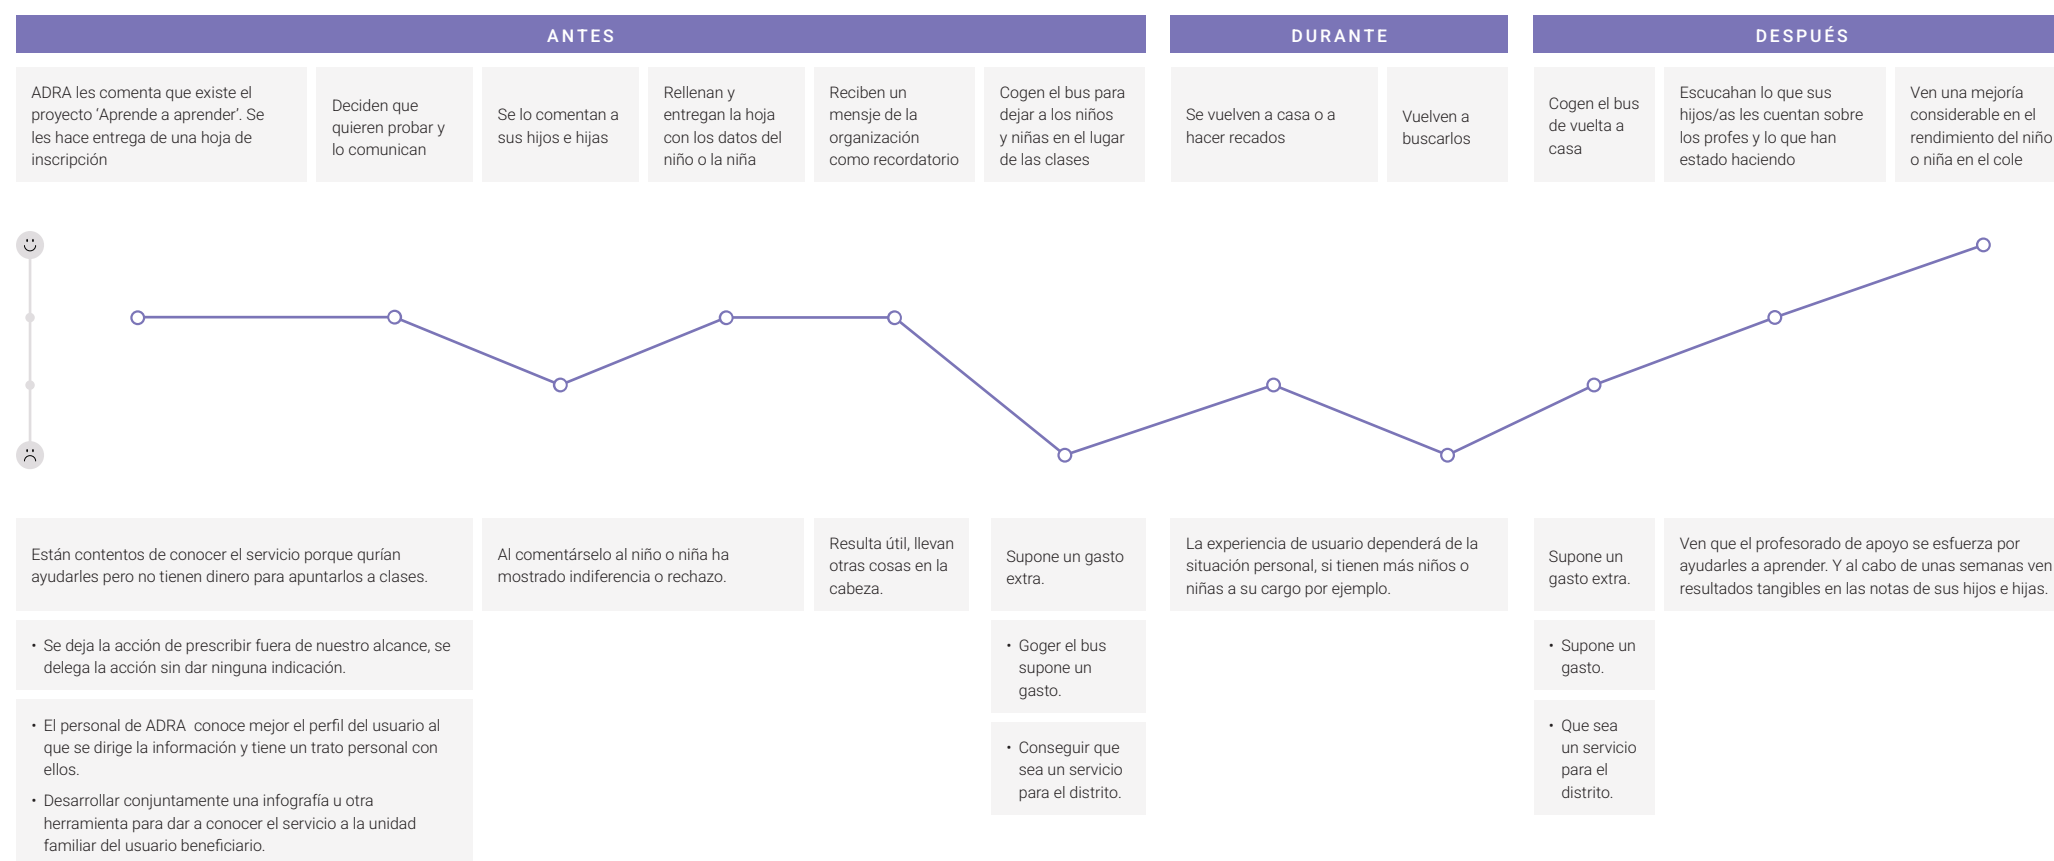 ANTES
DURANTE
DESPUÉS
ADRA les comenta que existe el
proyecto ‘Aprende a aprender’. Se
les hace entrega de una hoja de
inscripción
Deciden que
quieren probar y
lo comunican
Se lo comentan a
sus hijos e hijas
Rellenan y
entregan la hoja
con los datos del
niño o la niña
Reciben un
mensje de la
organización
como recordatorio
Cogen el bus para
dejar a los niños
y niñas en el lugar
de las clases
Se vuelven a casa o a
hacer recados
Vuelven a
buscarlos
Cogen el bus
de vuelta a
casa
Escucahan lo que sus
hijos/as les cuentan sobre
los profes y lo que han
estado haciendo
Ven una mejoría
considerable en el
rendimiento del niño
o niña en el cole
Están contentos de conocer el servicio porque qurían
ayudarles pero no tienen dinero para apuntarlos a clases.
Al comentárselo al niño o niña ha
mostrado indiferencia o rechazo.
Resulta útil, llevan
otras cosas en la
cabeza.
Supone un gasto
extra.
La experiencia de usuario dependerá de la
situación personal, si tienen más niños o
niñas a su cargo por ejemplo.
Supone un
gasto extra.
Ven que el profesorado de apoyo se esfuerza por
ayudarles a aprender. Y al cabo de unas semanas ven
resultados tangibles en las notas de sus hijos e hijas.
• Se deja la acción de prescribir fuera de nuestro alcance, se
delega la acción sin dar ninguna indicación.
• Goger el bus
supone un
gasto.
• Supone un
gasto.
• El personal de ADRA  conoce mejor el perfil del usuario al
que se dirige la información y tiene un trato personal con
ellos.
• Desarrollar conjuntamente una infografía u otra
herramienta para dar a conocer el servicio a la unidad
familiar del usuario beneficiario.
• Conseguir que
sea un servicio
para el distrito.
• Que sea
un servicio
para el
distrito.